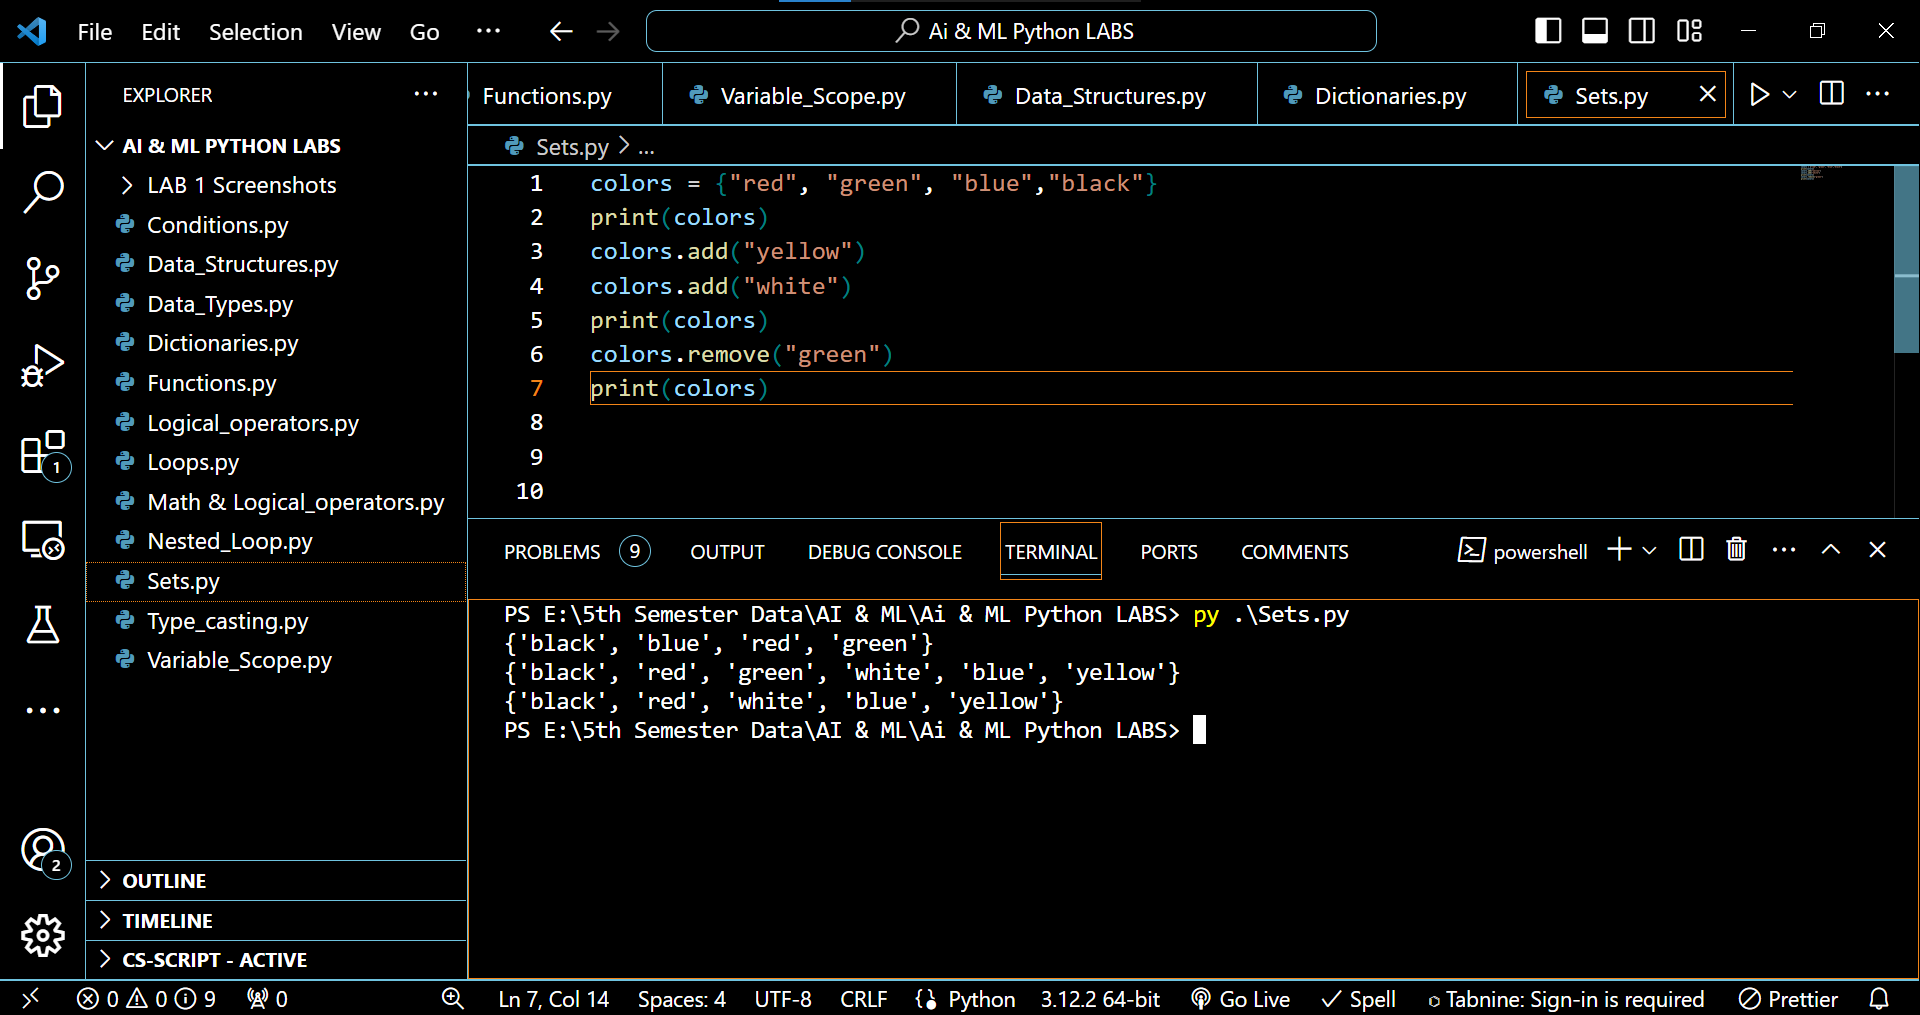 File Edit Selection View Go ··· Ai & ML Python LABS
EXPLORER ···
AI & ML PYTHON LABS
LAB 1 Screenshots
Conditions.py
Data_Structures.py
Data_Types.py
Dictionaries.py
Functions.py
Logical_operators.py
Loops.py
Math & Logical_operators.py
Nested_Loop.py
Sets.py
Type_casting.py
Variable_Scope.py
OUTLINE
TIMELINE
CS-SCRIPT - ACTIVE
1
2
Functions.py Variable_Scope.py Data_Structures.py Dictionaries.py Sets.py
Sets.py > ...
1 colors = {"red", "green", "blue","black"}
2 print(colors)
3 colors.add("yellow")
4 colors.add("white")
5 print(colors)
6 colors.remove("green")
7 print(colors)
8
9
10
PROBLEMS 9 OUTPUT DEBUG CONSOLE TERMINAL PORTS COMMENTS powershell
PS E:\5th Semester Data\AI & ML\Ai & ML Python LABS> py .\Sets.py
{'black', 'blue', 'red', 'green'}
{'black', 'red', 'green', 'white', 'blue', 'yellow'}
{'black', 'red', 'white', 'blue', 'yellow'}
PS E:\5th Semester Data\AI & ML\Ai & ML Python LABS>
0 0 9 0 Ln 7, Col 14 Spaces: 4 UTF-8 CRLF Python 3.12.2 64-bit Go Live Spell Tabnine: Sign-in is required Prettier